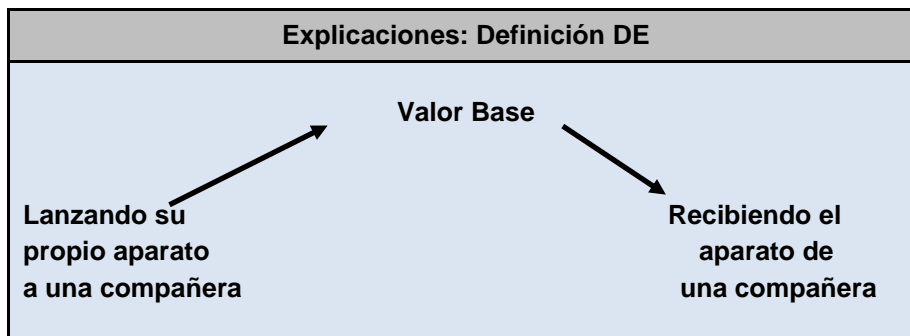 Explicaciones: Definición DE
Valor Base
Lanzando su
propio aparato
a una compañera
Recibiendo el
aparato de
una compañera